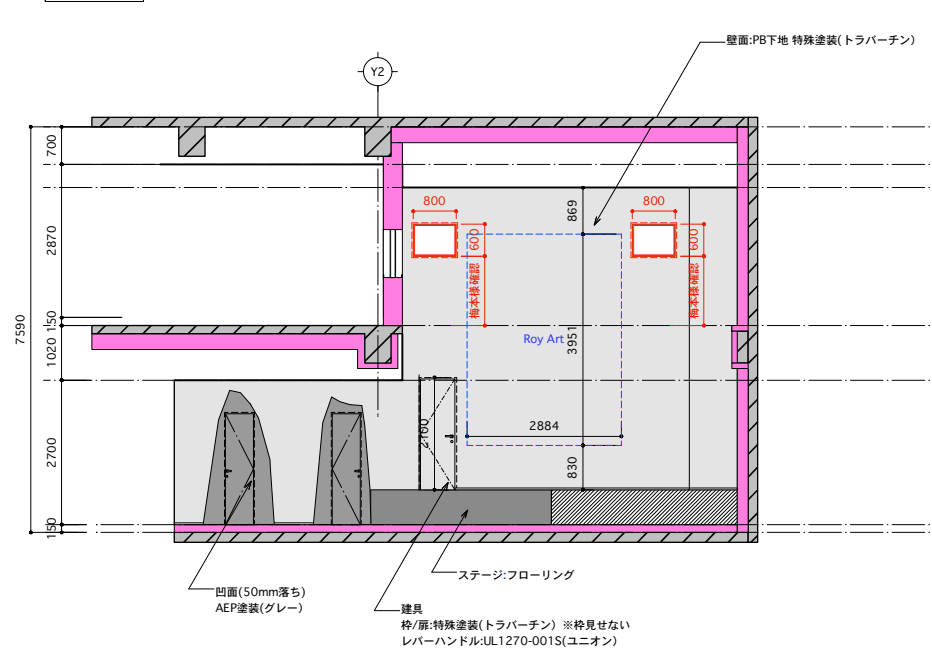 壁面:PB下地 特殊塗装(トラバーチン)
Y2
700
2870
150
1020
2700
150
7590
800
600
梅本様確認
869
800
600
梅本様確認
Roy Art
3951
2884
830
2100
ステージ:フローリング
凹面(50mm落ち)
AEP塗装(グレー)
建具
枠/扉:特殊塗装(トラバーチン) ※枠見せない
レバーハンドル:UL1270-001S(ユニオン)